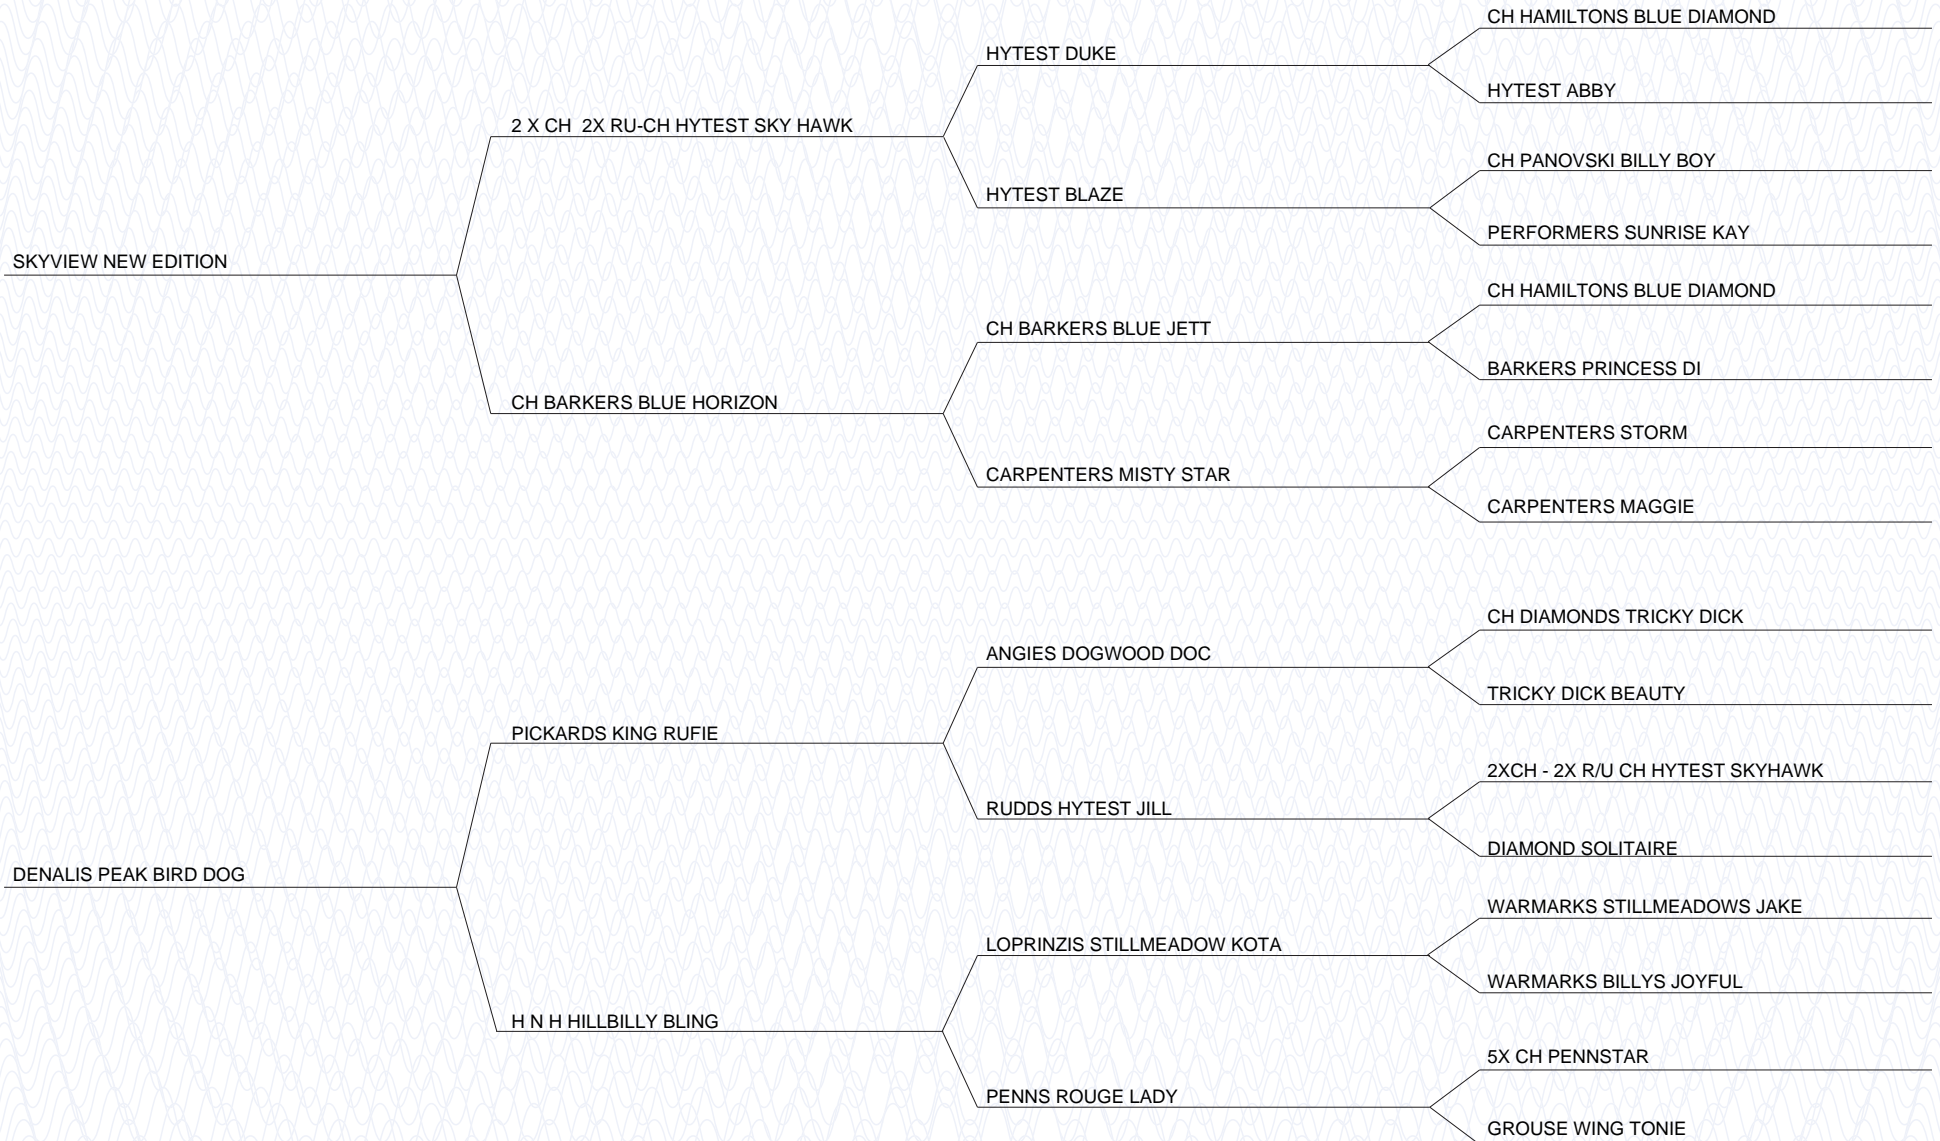 CH HAMILTONS BLUE DIAMOND
HYTEST DUKE
HYTEST ABBY
2 X CH  2X RU-CH HYTEST SKY HAWK
CH PANOVSKI BILLY BOY
HYTEST BLAZE
PERFORMERS SUNRISE KAY
SKYVIEW NEW EDITION
CH HAMILTONS BLUE DIAMOND
CH BARKERS BLUE JETT
BARKERS PRINCESS DI
CH BARKERS BLUE HORIZON
CARPENTERS STORM
CARPENTERS MISTY STAR
CARPENTERS MAGGIE
CH DIAMONDS TRICKY DICK
ANGIES DOGWOOD DOC
TRICKY DICK BEAUTY
PICKARDS KING RUFIE
2XCH - 2X R/U CH HYTEST SKYHAWK
RUDDS HYTEST JILL
DIAMOND SOLITAIRE
DENALIS PEAK BIRD DOG
WARMARKS STILLMEADOWS JAKE
LOPRINZIS STILLMEADOW KOTA
WARMARKS BILLYS JOYFUL
H N H HILLBILLY BLING
5X CH PENNSTAR
PENNS ROUGE LADY
GROUSE WING TONIE